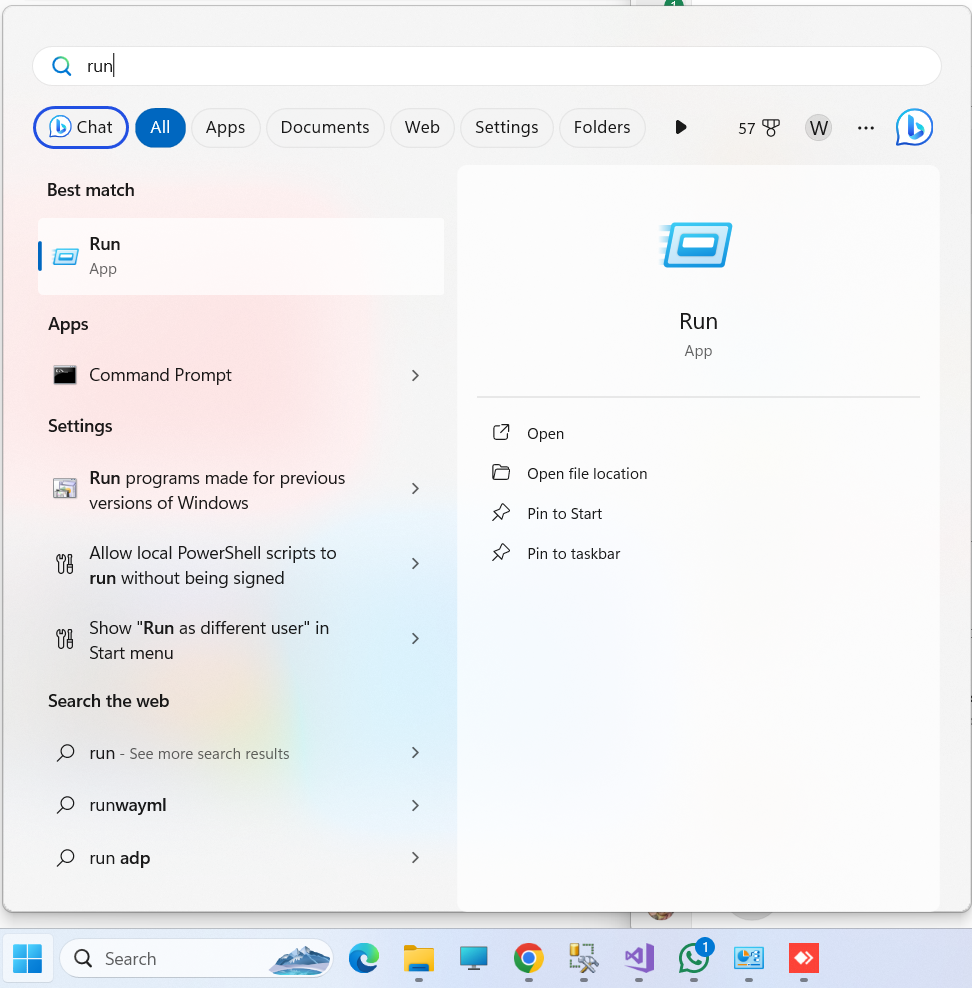 run
Chat
All
Apps
Documents
Web
Settings
Folders
57
W
Best match
Run
App
Apps
Command Prompt
Settings
Run programs made for previous
versions of Windows
Allow local PowerShell scripts to
run without being signed
Show "Run as different user" in
Start menu
Search the web
run - See more search results
runwayml
run adp
Run
App
Open
Open file location
Pin to Start
Pin to taskbar
Search
1